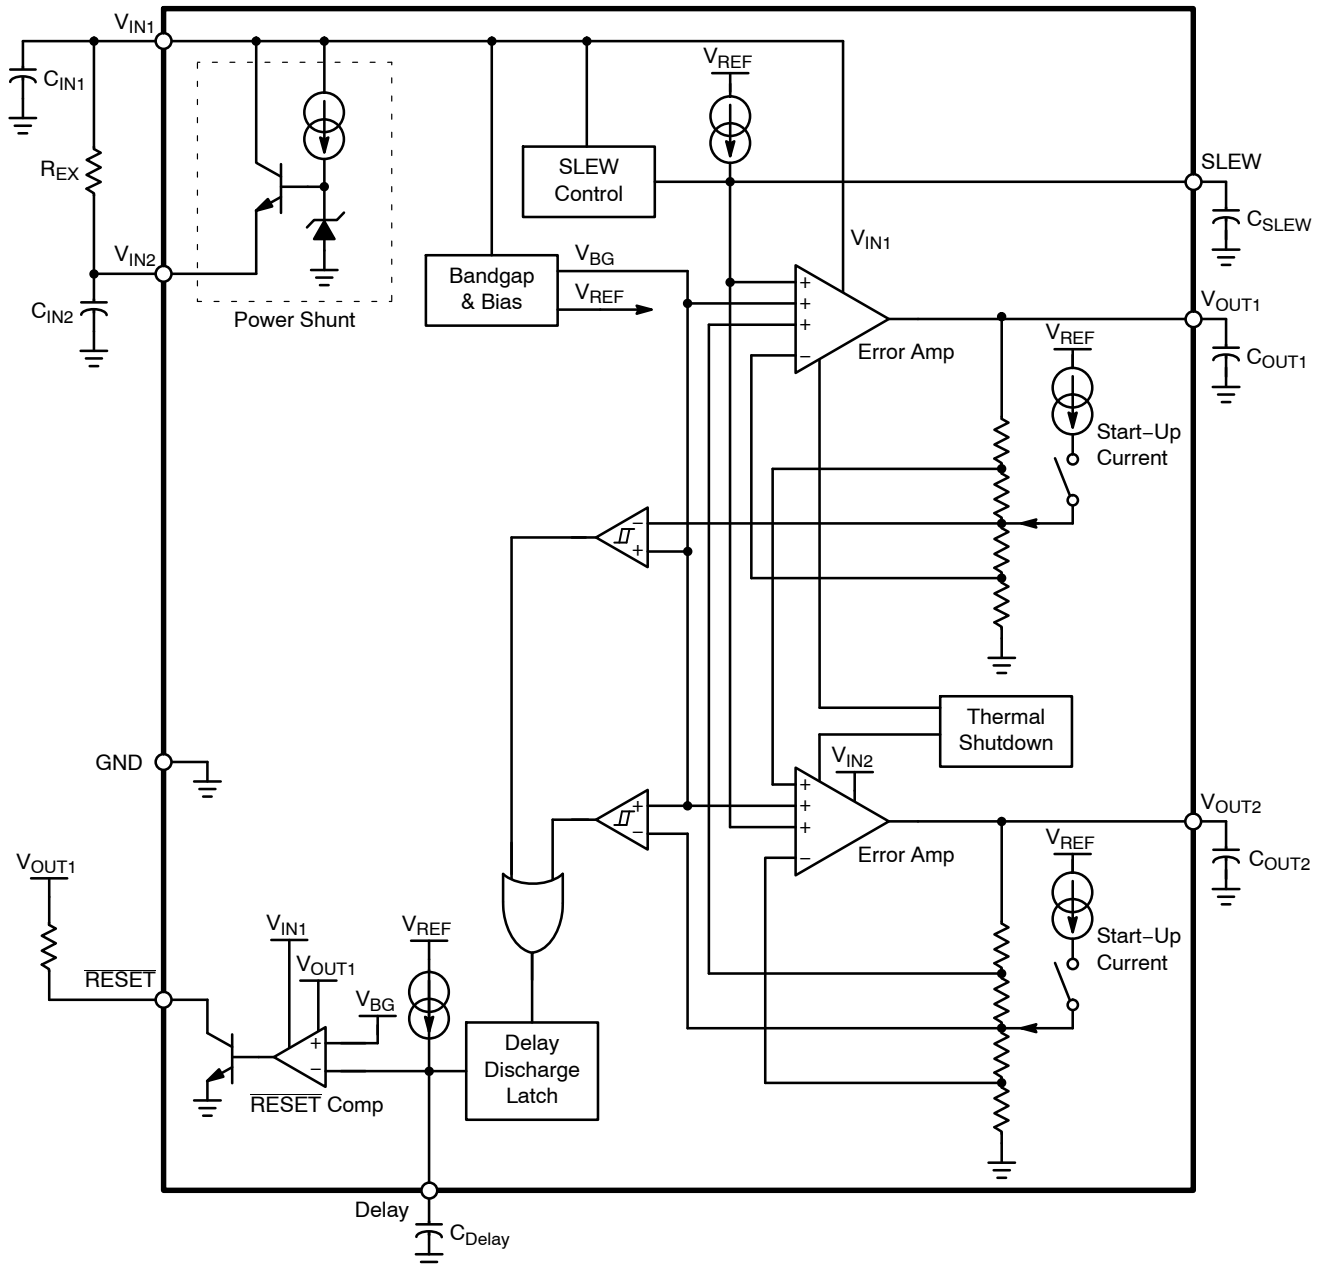 VIN1
CIN1
REX
VIN2
CIN2
Power Shunt
SLEW
Control
VREF
SLEW
CSLEW
VIN1
Bandgap
& Bias
VBG
VREF
+
+
+
−
Error Amp
VOUT1
COUT1
VREF
Start−Up
Current
−
+
Thermal
Shutdown
GND
VIN2
+
−
+
+
+
−
Error Amp
VOUT2
COUT2
VREF
Start−Up
Current
VOUT1
RESET
VIN1
VOUT1
VBG
VREF
+
−
RESET Comp
Delay
Discharge
Latch
Delay
CDelay